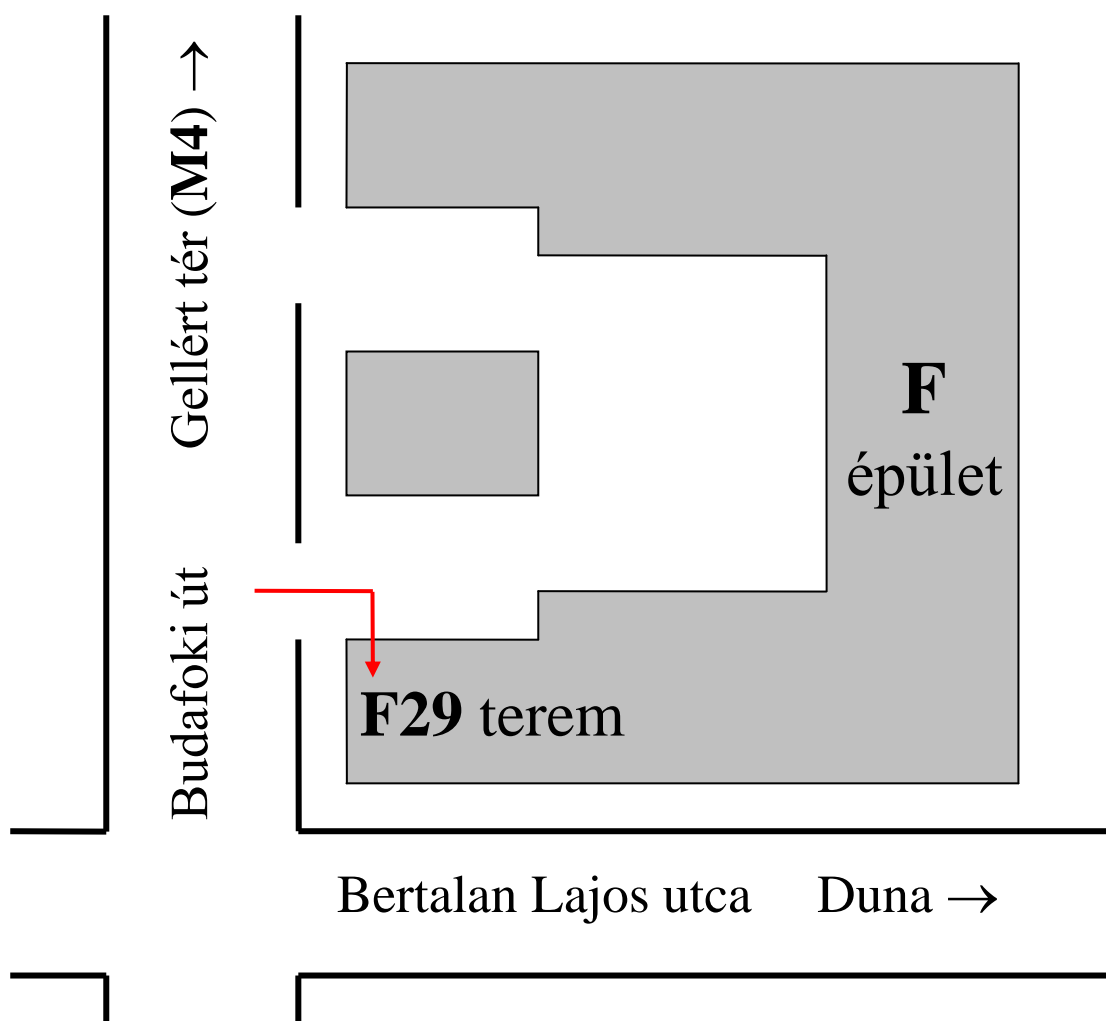 Gellért tér (M4) →
Budafoki út
F
épület
F29 terem
Bertalan Lajos utca Duna →